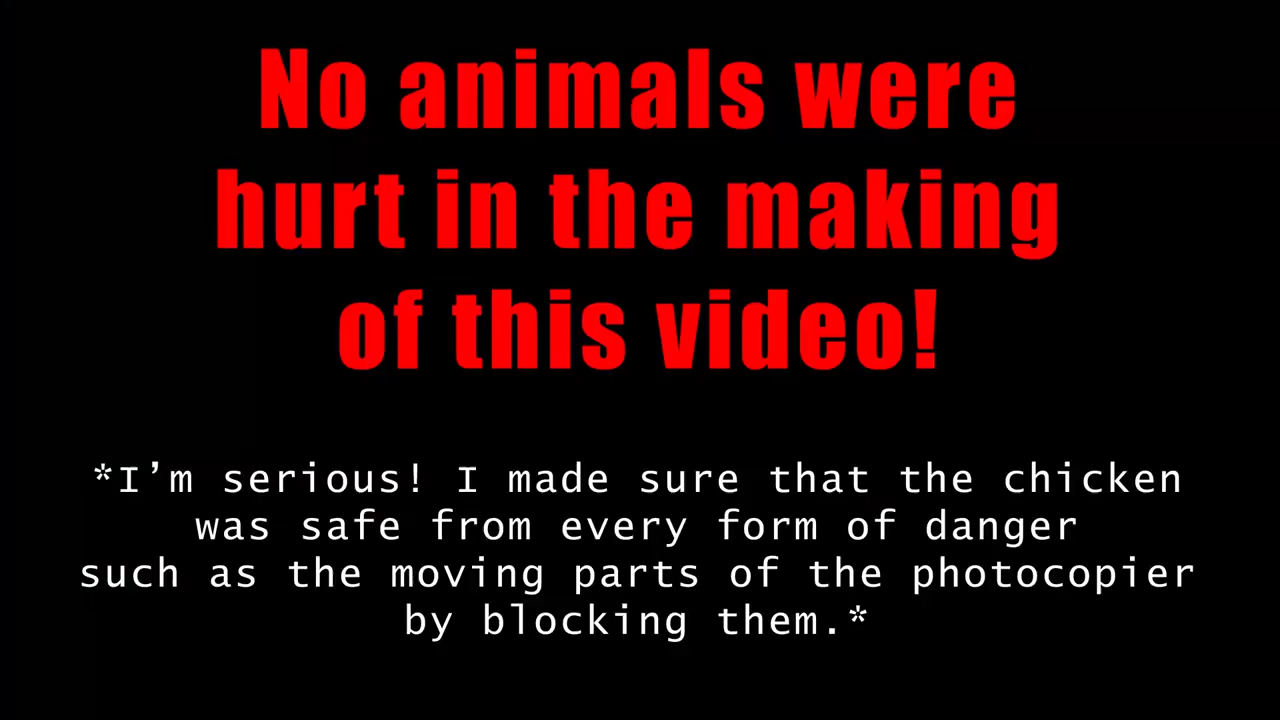 No animals were
hurt in the making
of this video!
*I’m serious! I made sure that the chicken
was safe from every form of danger
such as the moving parts of the photocopier
by blocking them.*